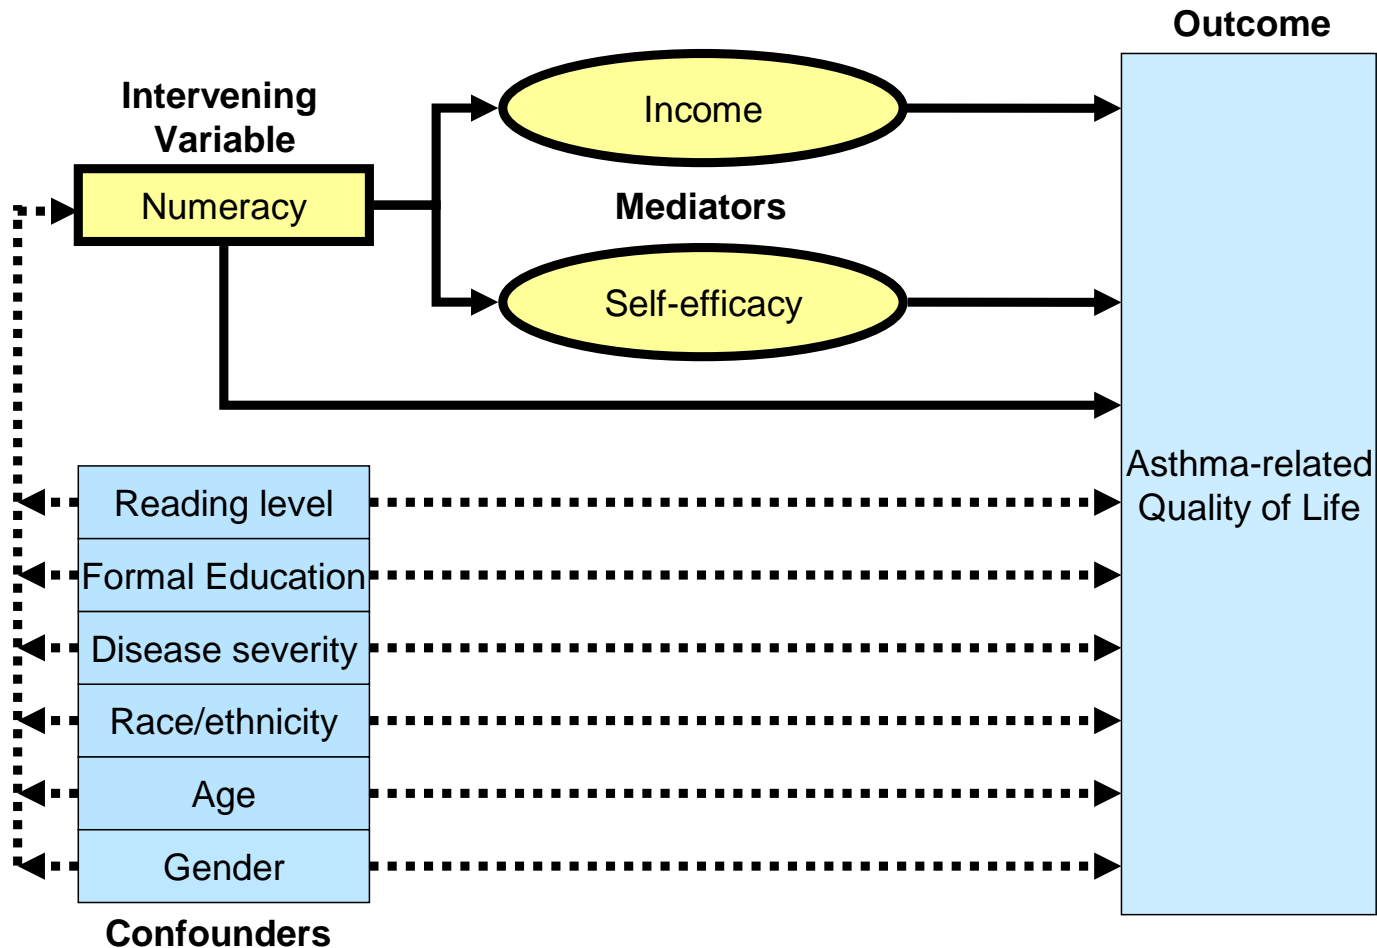 Outcome
Intervening
Variable
Income
Numeracy
Mediators
Self-efficacy
Asthma-related
Quality of Life
Reading level
Formal Education
Disease severity
Race/ethnicity
Age
Gender
Confounders